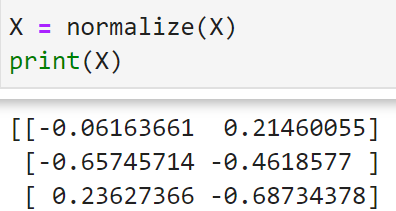 X = normalize(X)
print(X)
[[-0.06163661  0.21460055]
 [-0.65745714 -0.4618577 ]
 [ 0.23627366 -0.68734378]